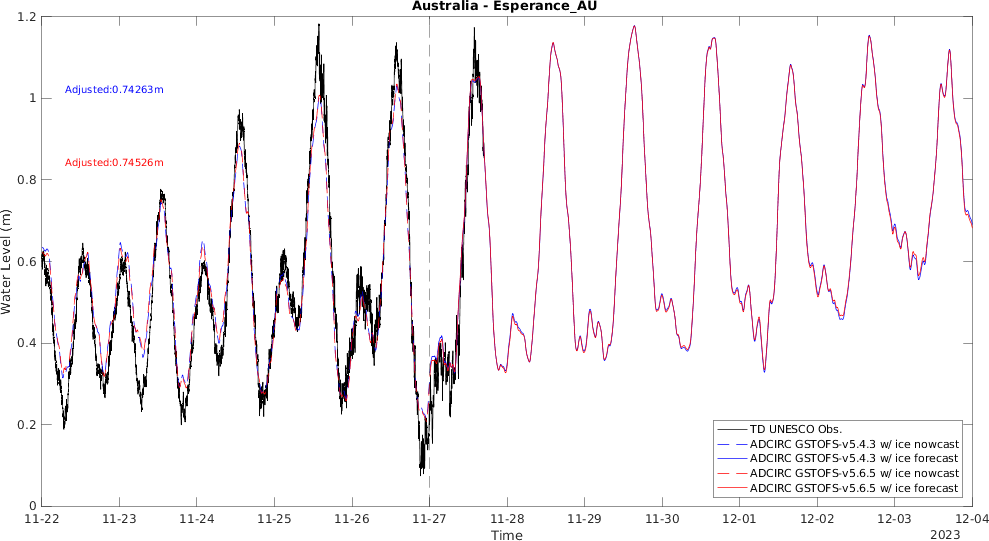 Australia - Esperance_AU
1.2
1
0.8
0.6
0.4
0.2
0
Water Level (m)
Adjusted:0.74263m
Adjusted:0.74526m
TD UNESCO Obs.
ADCIRC GSTOFS-v5.4.3 w/ ice nowcast
ADCIRC GSTOFS-v5.4.3 w/ ice forecast
ADCIRC GSTOFS-v5.6.5 w/ ice nowcast
ADCIRC GSTOFS-v5.6.5 w/ ice forecast
11-22 11-23 11-24 11-25 11-26 11-27 11-28 11-29 11-30 12-01 12-02 12-03 12-04
Time
2023